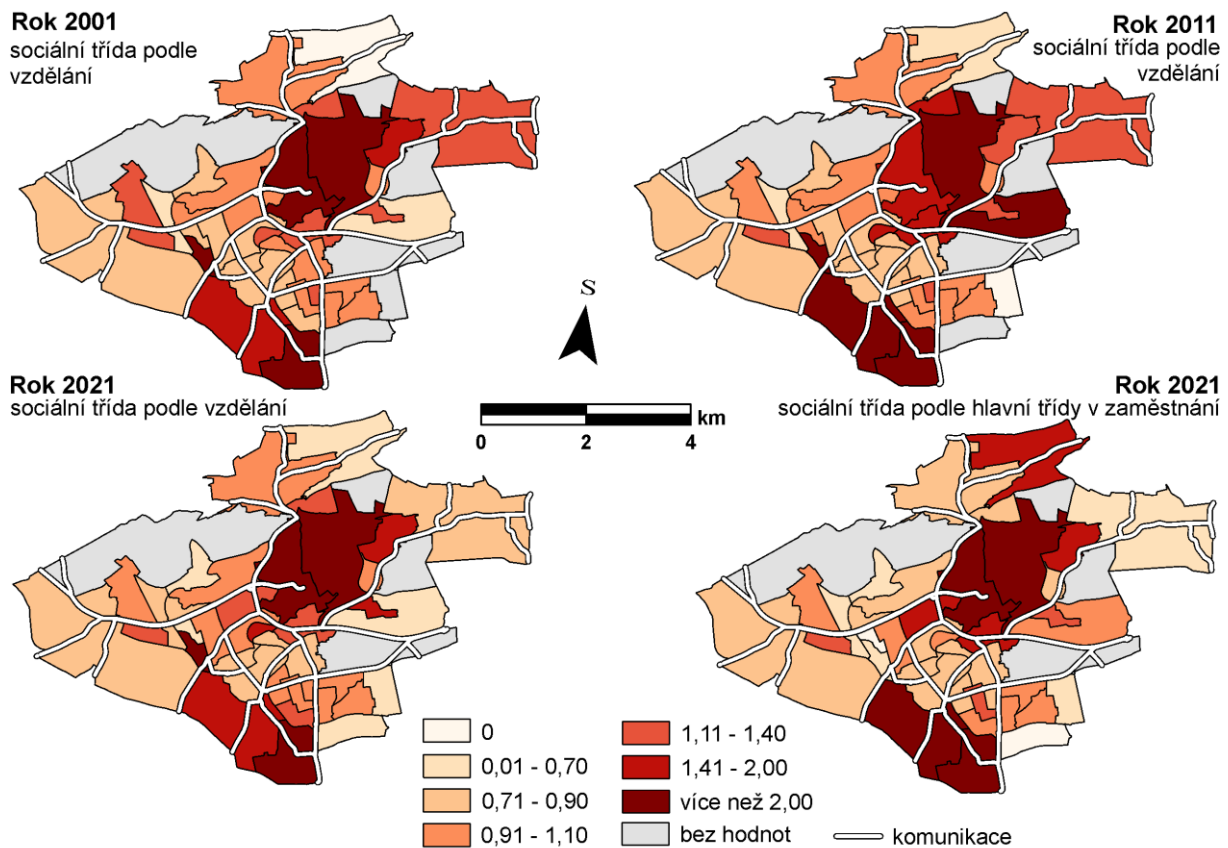 Rok 2001
sociální třída podle
vzdělání
Rok 2011
sociální třída podle
vzdělání
S
Rok 2021
sociální třída podle vzdělání
Rok 2021
sociální třída podle hlavní třídy v zaměstnání
km
0 2 4
0
0,01 - 0,70
0,71 - 0,90
0,91 - 1,10
1,11 - 1,40
1,41 - 2,00
více než 2,00
bez hodnot
komunikace